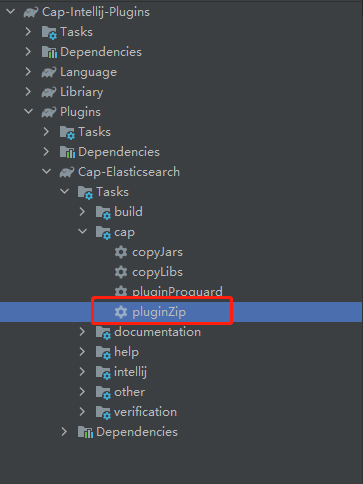 Cap-Intellij-Plugins
Tasks
Dependencies
Language
Libriary
Plugins
Tasks
Dependencies
Cap-Elasticsearch
Tasks
build
cap
copyJars
copyLibs
pluginProguard
pluginZip
documentation
help
intellij
other
verification
Dependencies